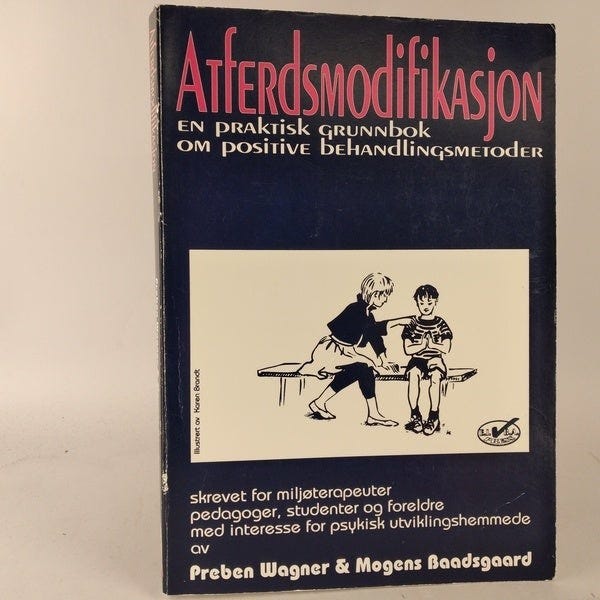 Atferdsmodifikasjon
en praktisk grunnbok
om positive behandlingsmetoder
illustrert av Karen Brandt
skrevet for miljøterapeuter
pedagoger, studenter og foreldre
med interesse for psykisk utviklingshemmede
av
Preben Wagner & Mogens Baadsgaard